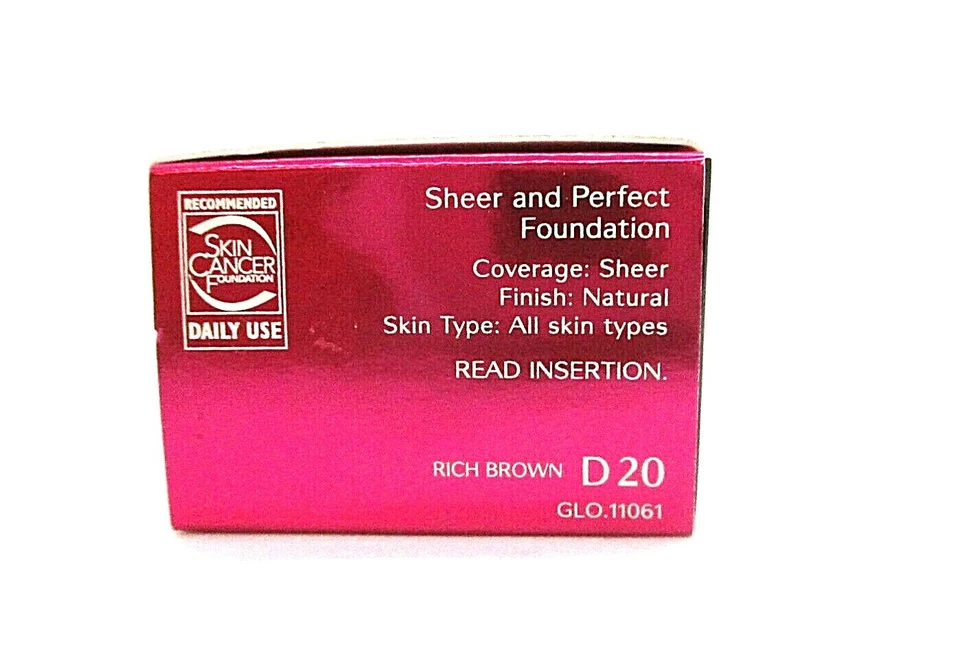 RECOMMENDED
SKIN
CANCER
FOUNDATION
DAILY USE
Sheer and Perfect
Foundation
Coverage: Sheer
Finish: Natural
Skin Type: All skin types
READ INSERTION.
RICH BROWN D 20
GLO.11061